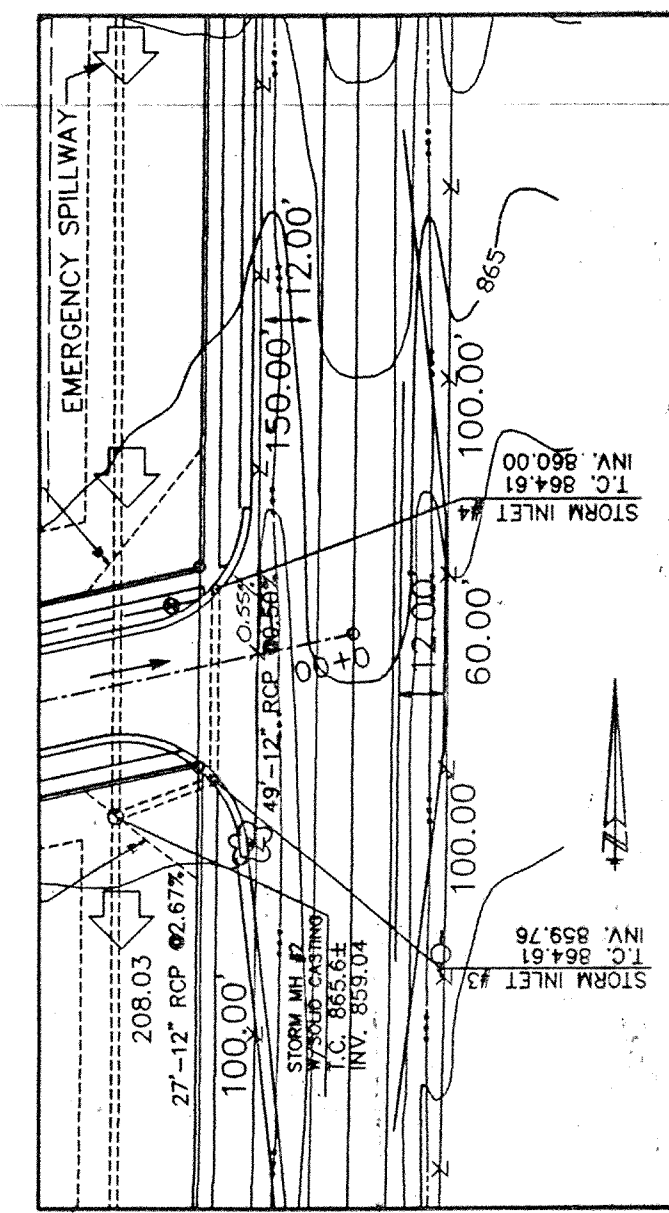 EMERGENCY SPILLWAY
12.00'
150.00'
865
100.00'
STORM INLET #4
T.C. 864.61
INV. 860.00
0.55%
49'-12" RCP @0.50%
0+00
12.00'
60.00'
100.00
N
STORM INLET #3
T.C. 864.61
INV. 859.76
208.03
27'-12" RCP @2.67%
100.00'
STORM MH #2
W/SOLID CASTING
T.C. 865.6±
INV. 859.04